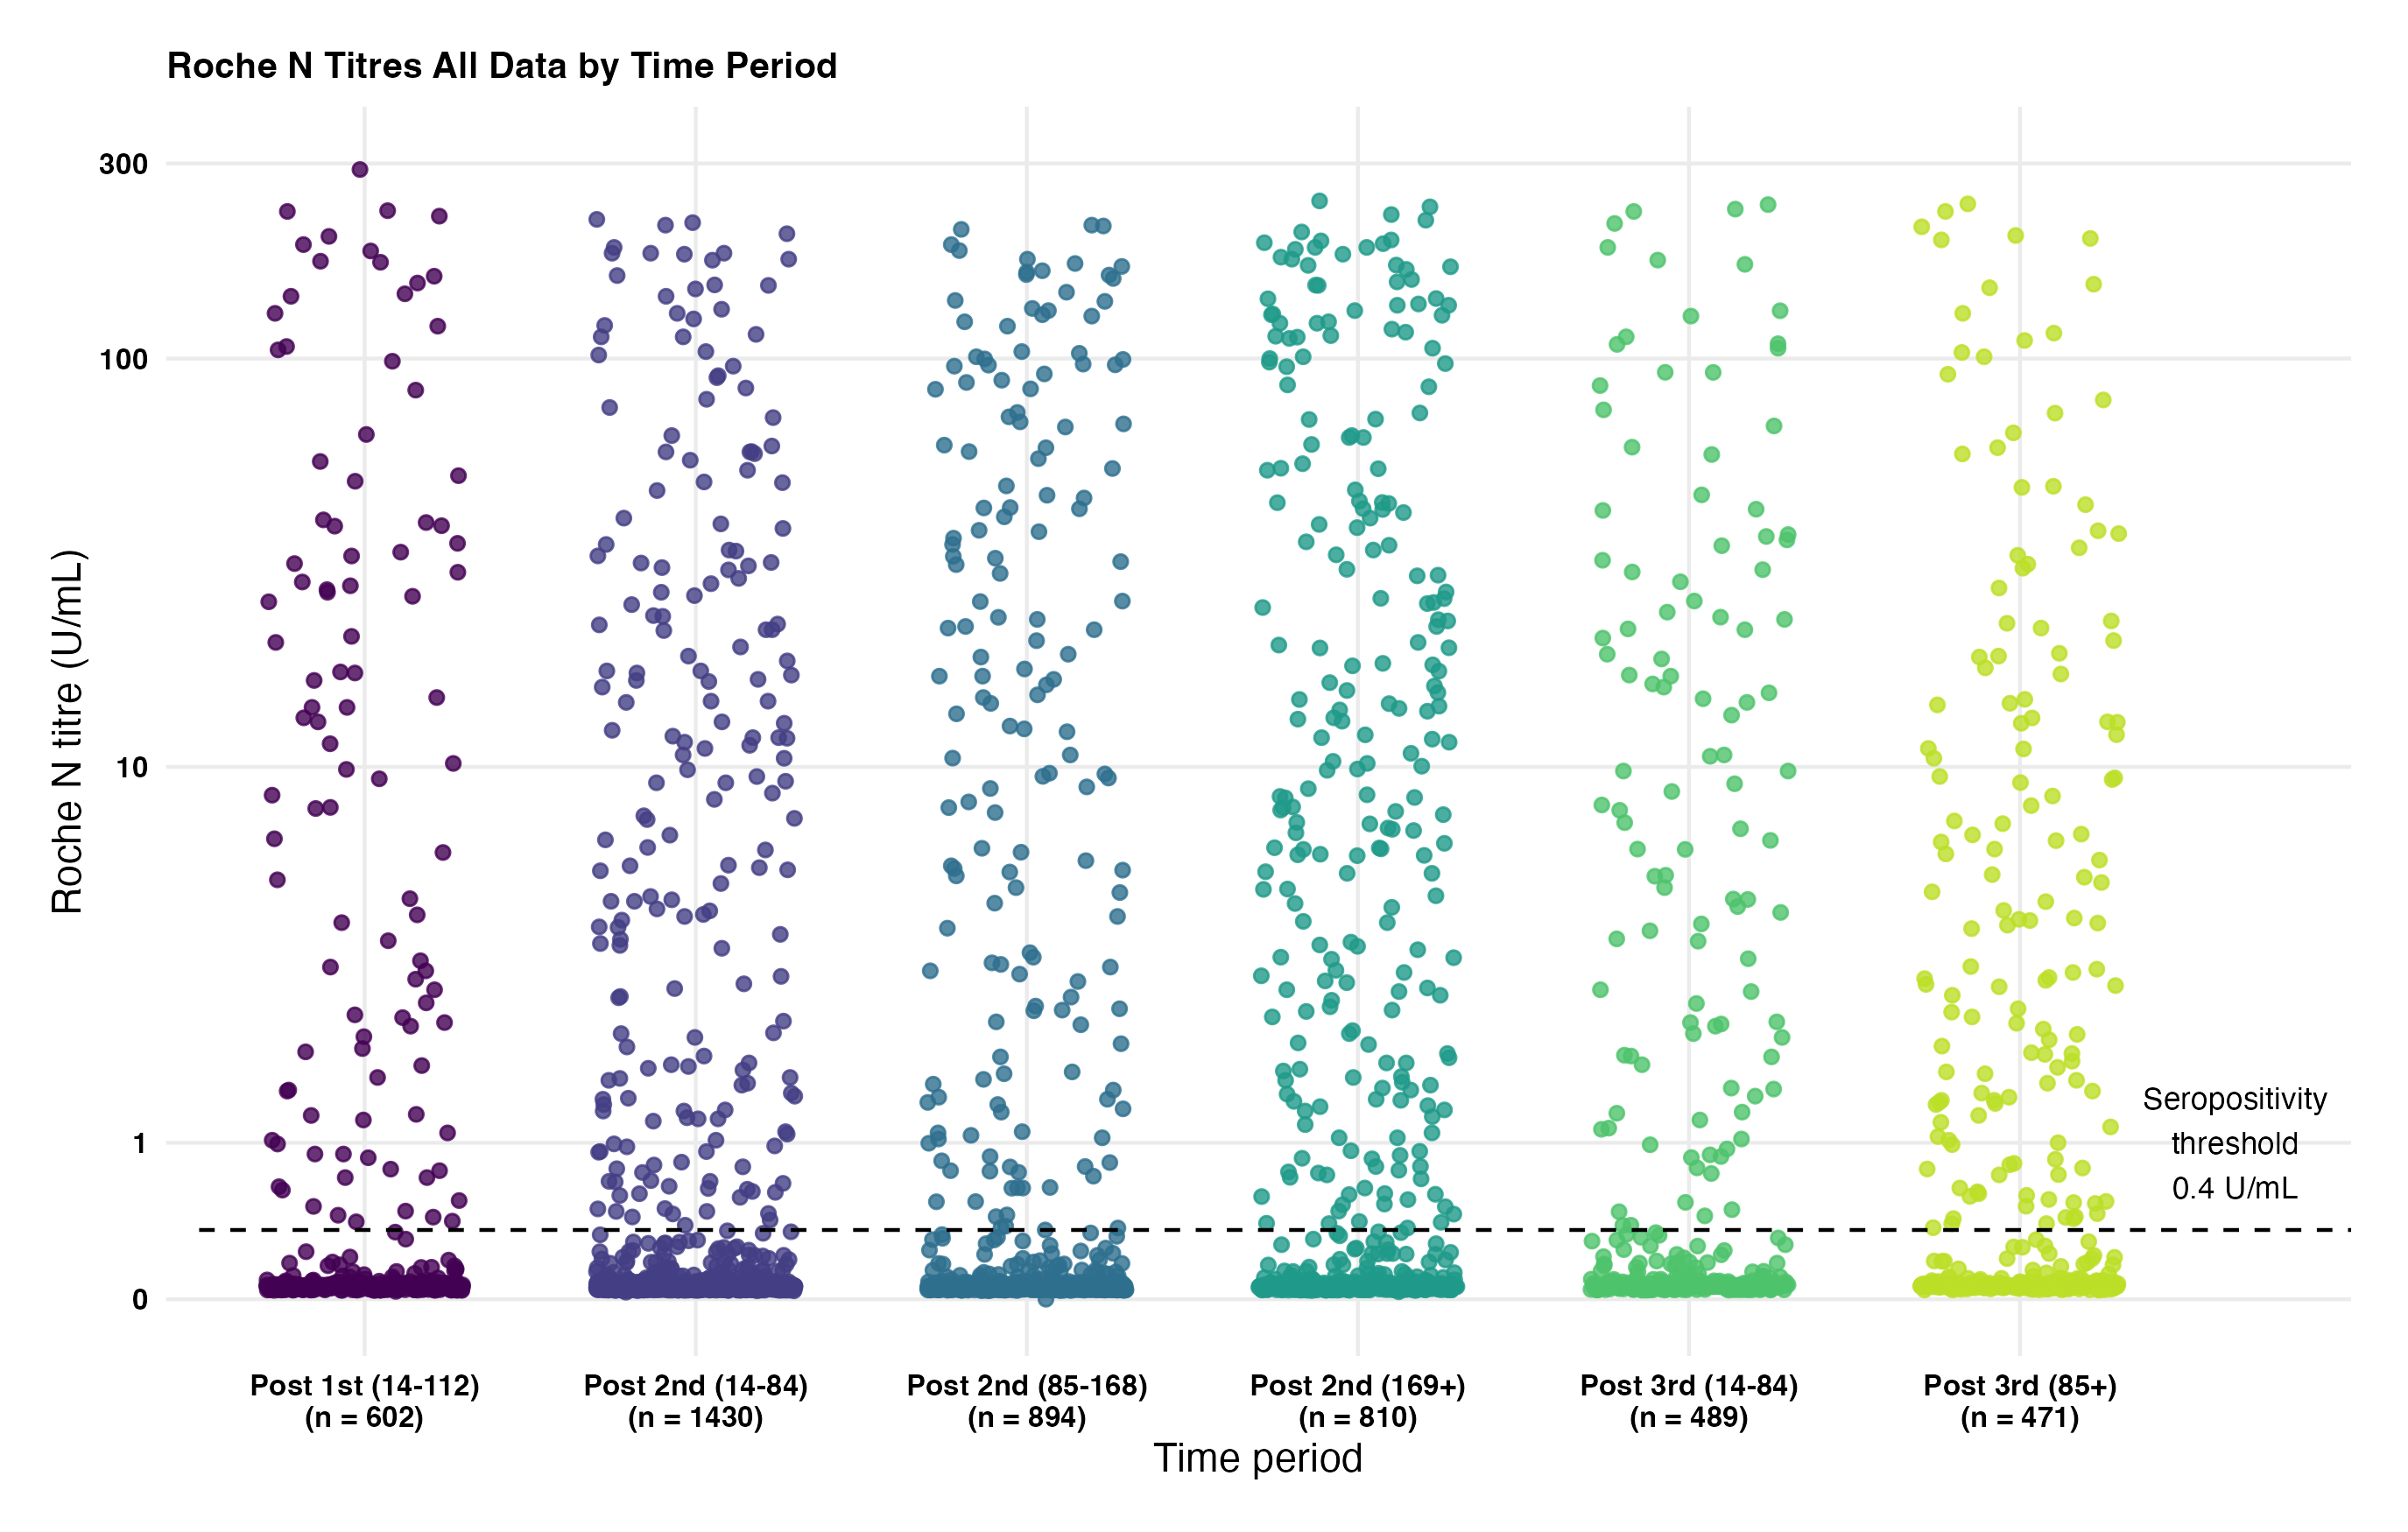 Roche N Titres All Data by Time Period
300
100
10
1
0
Roche N titre (U/mL)
Seropositivity
threshold
0.4 U/mL
Post 1st (14-112)
(n = 602)
Post 2nd (14-84)
(n = 1430)
Post 2nd (85-168)
(n = 894)
Post 2nd (169+)
(n = 810)
Post 3rd (14-84)
(n = 489)
Post 3rd (85+)
(n = 471)
Time period